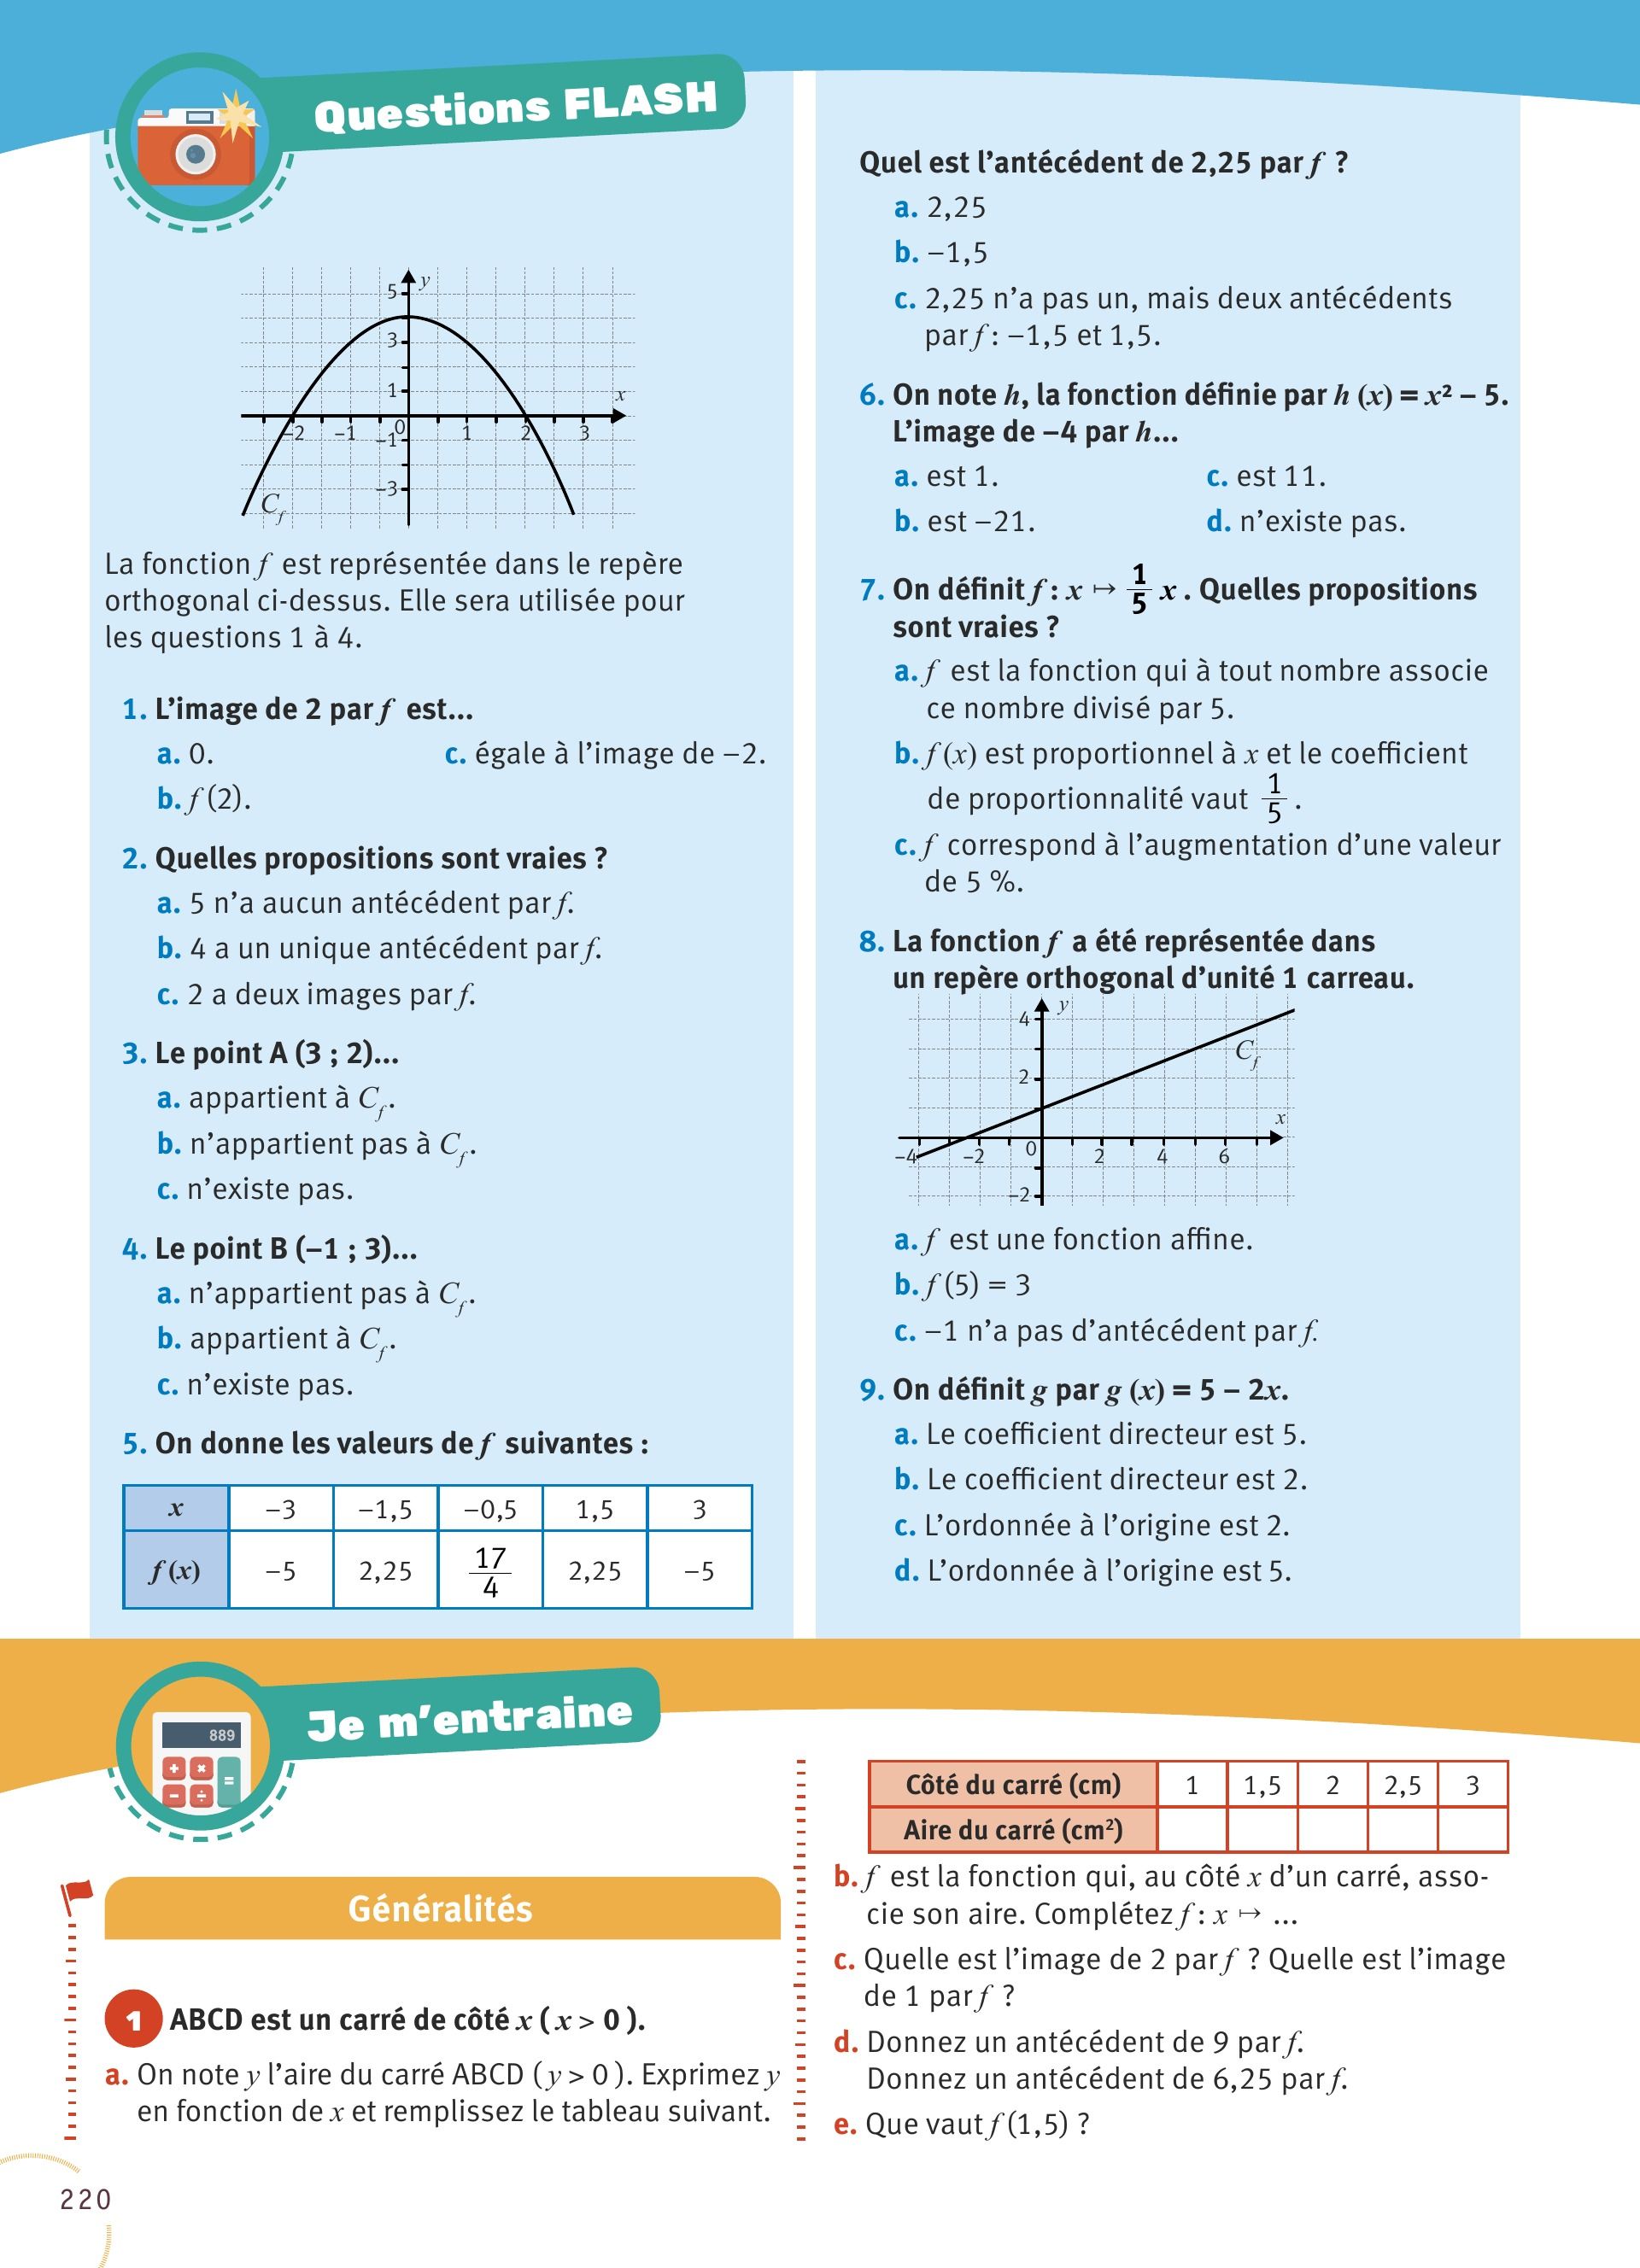 Questions FLASH
y
5
3
1
x
−2
−1
0
1
2
3
−1
−3
Cf
La fonction f est représentée dans le repère
orthogonal ci-dessus. Elle sera utilisée pour
les questions 1 à 4.
1. L’image de 2 par f est...
a. 0.
c. égale à l’image de −2.
b. f (2).
2. Quelles propositions sont vraies ?
a. 5 n’a aucun antécédent par f.
b. 4 a un unique antécédent par f.
c. 2 a deux images par f.
3. Le point A (3 ; 2)...
a. appartient à Cf.
b. n’appartient pas à Cf.
c. n’existe pas.
4. Le point B (−1 ; 3)...
a. n’appartient pas à Cf.
b. appartient à Cf.
c. n’existe pas.
5. On donne les valeurs de f suivantes :
x −3 −1,5 −0,5 1,5 3
f (x) −5 2,25 17/4 2,25 −5
Quel est l’antécédent de 2,25 par f ?
a. 2,25
b. −1,5
c. 2,25 n’a pas un, mais deux antécédents
par f : −1,5 et 1,5.
6. On note h, la fonction définie par h (x) = x² − 5.
L’image de −4 par h...
a. est 1.
c. est 11.
b. est −21.
d. n’existe pas.
7. On définit f : x ↦ 1/5 x . Quelles propositions
sont vraies ?
a. f est la fonction qui à tout nombre associe
ce nombre divisé par 5.
b. f (x) est proportionnel à x et le coefficient
de proportionnalité vaut 1/5 .
c. f correspond à l’augmentation d’une valeur
de 5 %.
8. La fonction f a été représentée dans
un repère orthogonal d’unité 1 carreau.
y
4
Cf
2
x
−4
−2
0
2
4
6
−2
a. f est une fonction affine.
b. f (5) = 3
c. −1 n’a pas d’antécédent par f.
9. On définit g par g (x) = 5 − 2x.
a. Le coefficient directeur est 5.
b. Le coefficient directeur est 2.
c. L’ordonnée à l’origine est 2.
d. L’ordonnée à l’origine est 5.
889
+ ×
=
− ÷
Je m’entraine
Généralités
1 ABCD est un carré de côté x ( x > 0 ).
a. On note y l’aire du carré ABCD ( y > 0 ). Exprimez y
en fonction de x et remplissez le tableau suivant.
Côté du carré (cm) 1 1,5 2 2,5 3
Aire du carré (cm²)
b. f est la fonction qui, au côté x d’un carré, asso-
cie son aire. Complétez f : x ↦ ...
c. Quelle est l’image de 2 par f ? Quelle est l’image
de 1 par f ?
d. Donnez un antécédent de 9 par f.
Donnez un antécédent de 6,25 par f.
e. Que vaut f (1,5) ?
220